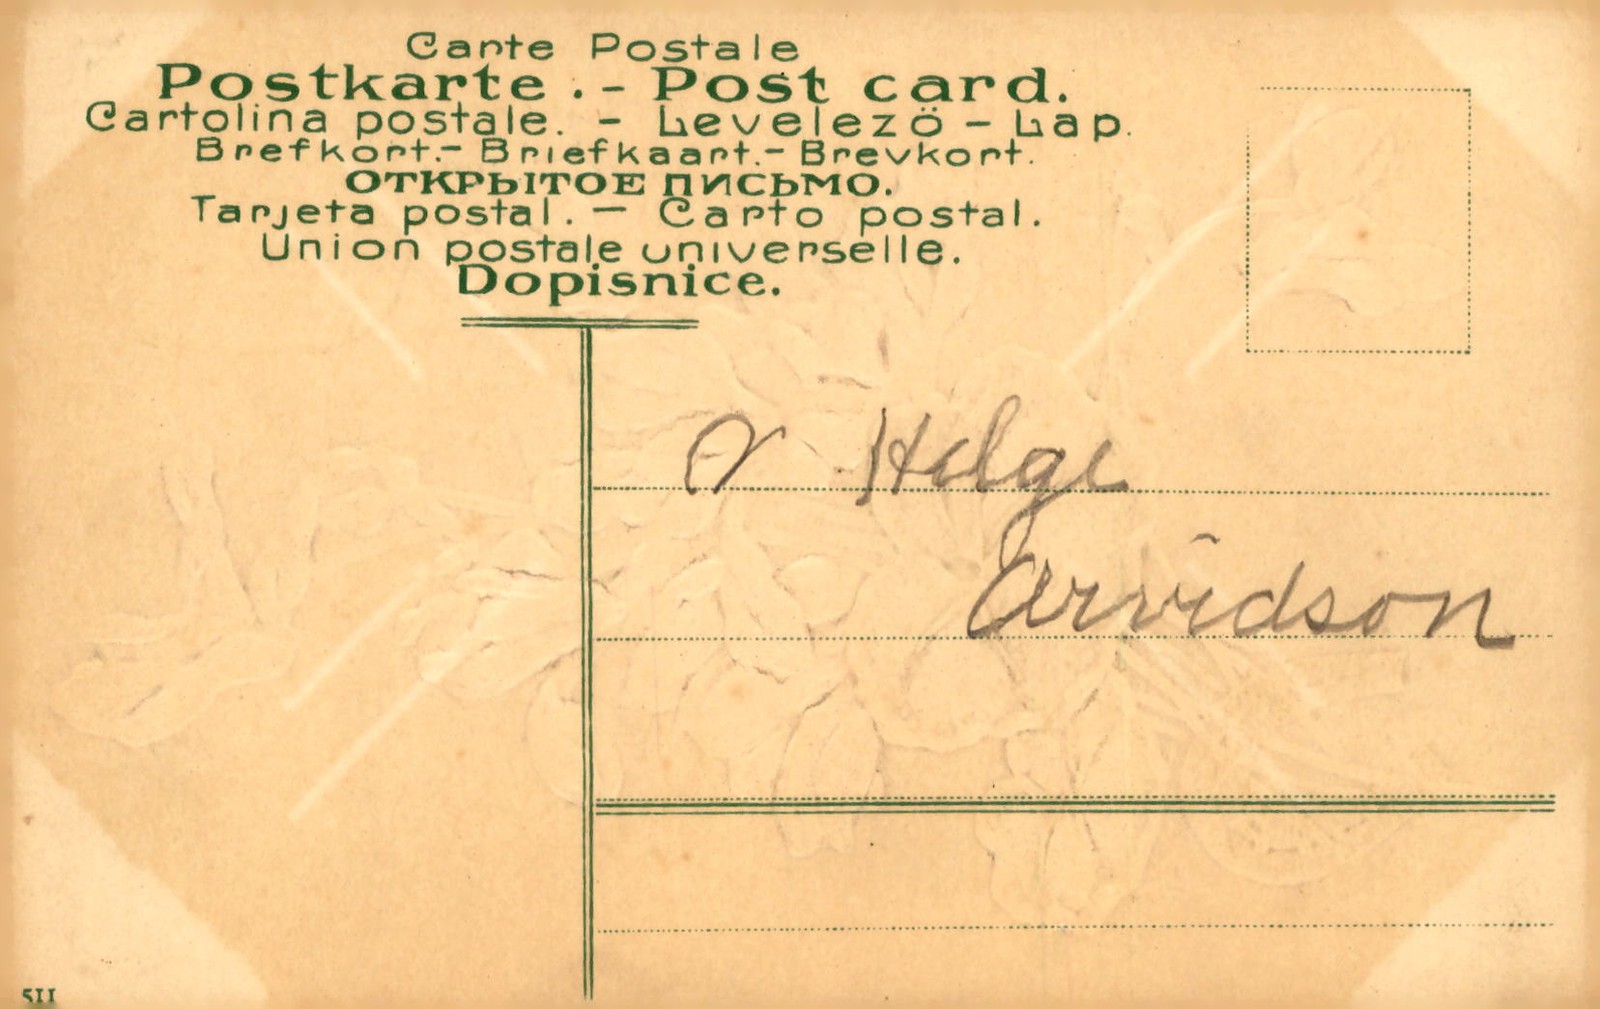 Carte Postale
Postkarte . - Post card.
Cartolina postale. - Levelezö - Lap.
Brefkort.- Briefkaart.- Brevkort.
ОТКРЫТОЕ ПИСЬМО.
Tarjeta postal. — Carto postal.
Union postale universelle.
Dopisnice.
Helge
Arvidson
511